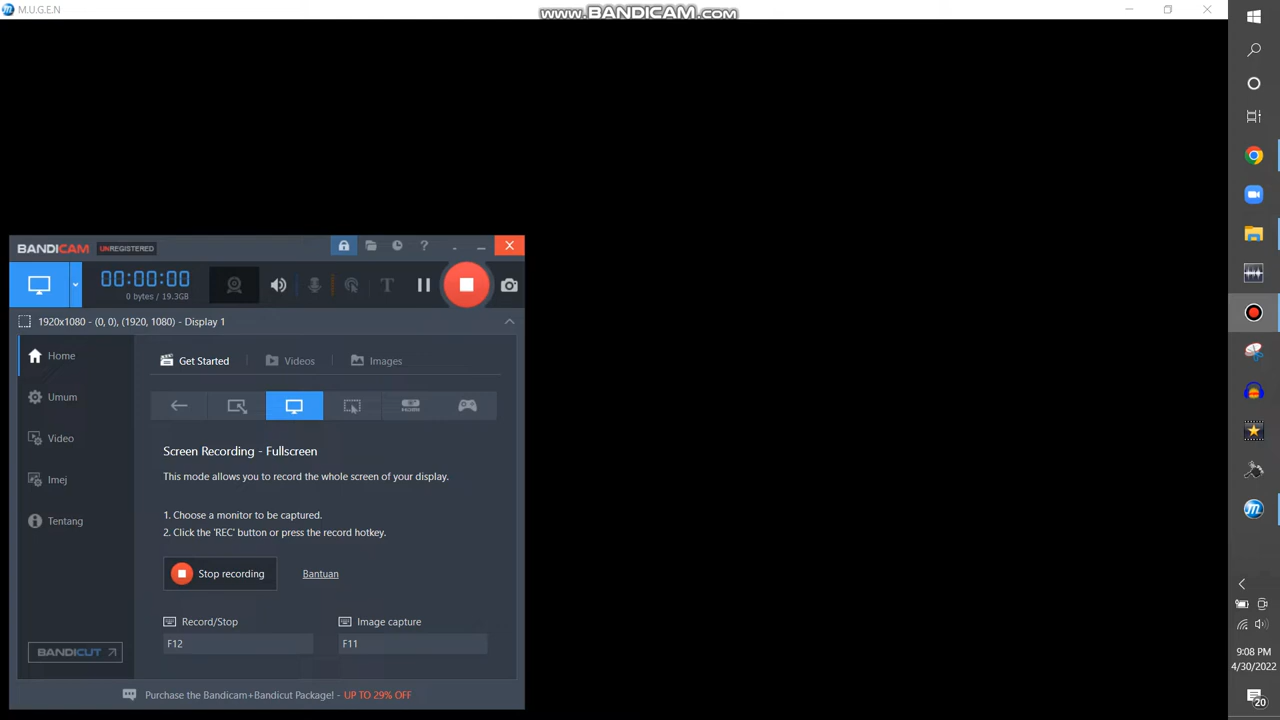 M.U.G.E.N
www.BANDICAM.com
BANDICAM UNREGISTERED
00:00:00
0 bytes / 19.3GB
1920x1080 - (0, 0), (1920, 1080) - Display 1
Home
Get Started
Videos
Images
Umum
Video
Imej
Tentang
HDMI
Screen Recording - Fullscreen
This mode allows you to record the whole screen of your display.
1. Choose a monitor to be captured.
2. Click the 'REC' button or press the record hotkey.
Stop recording
Bantuan
Record/Stop
Image capture
F12
F11
BANDICUT
Purchase the Bandicam+Bandicut Package! - UP TO 29% OFF
9:08 PM
4/30/2022
20